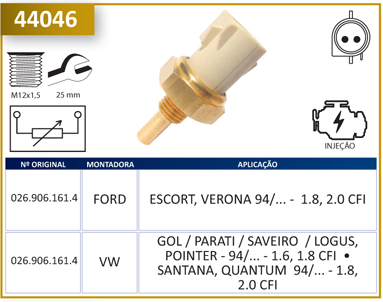 44046
M12x1,5
25 mm
INJEÇÃO
Nº ORIGINAL MONTADORA APLICAÇÃO
026.906.161.4 FORD ESCORT, VERONA 94/... - 1.8, 2.0 CFI
026.906.161.4 VW GOL / PARATI / SAVEIRO / LOGUS,
POINTER - 94/... - 1.6, 1.8 CFI •
SANTANA, QUANTUM 94/... - 1.8,
2.0 CFI